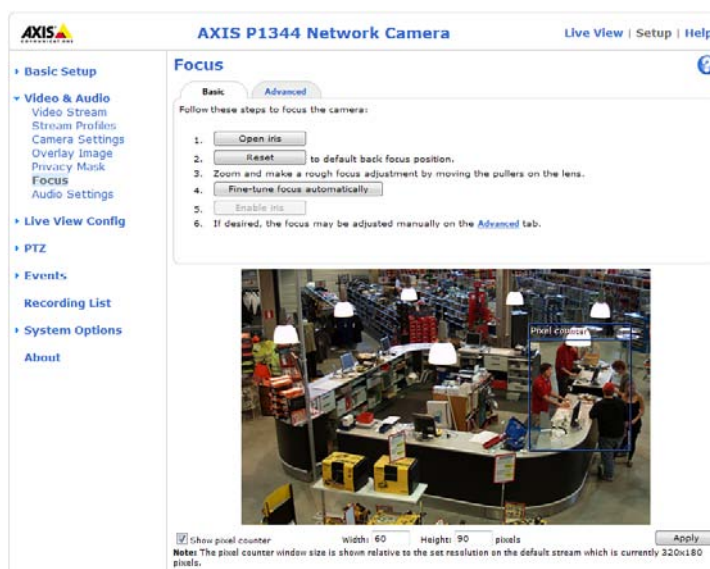 AXIS
COMMUNICATIONS
AXIS P1344 Network Camera
Live View | Setup | Help
Basic Setup
Video & Audio
Video Stream
Stream Profiles
Camera Settings
Overlay Image
Privacy Mask
Focus
Audio Settings
Live View Config
PTZ
Events
Recording List
System Options
About
Focus
?
Basic
Advanced
Follow these steps to focus the camera:
1. Open iris
2. Reset to default back focus position.
3. Zoom and make a rough focus adjustment by moving the pullers on the lens.
4. Fine-tune focus automatically
5. Enable iris
6. If desired, the focus may be adjusted manually on the Advanced tab.
Pixel counter
Show pixel counter Width: 60 Height: 90 pixels Apply
Note: The pixel counter window size is shown relative to the set resolution on the default stream which is currently 320x180
pixels.